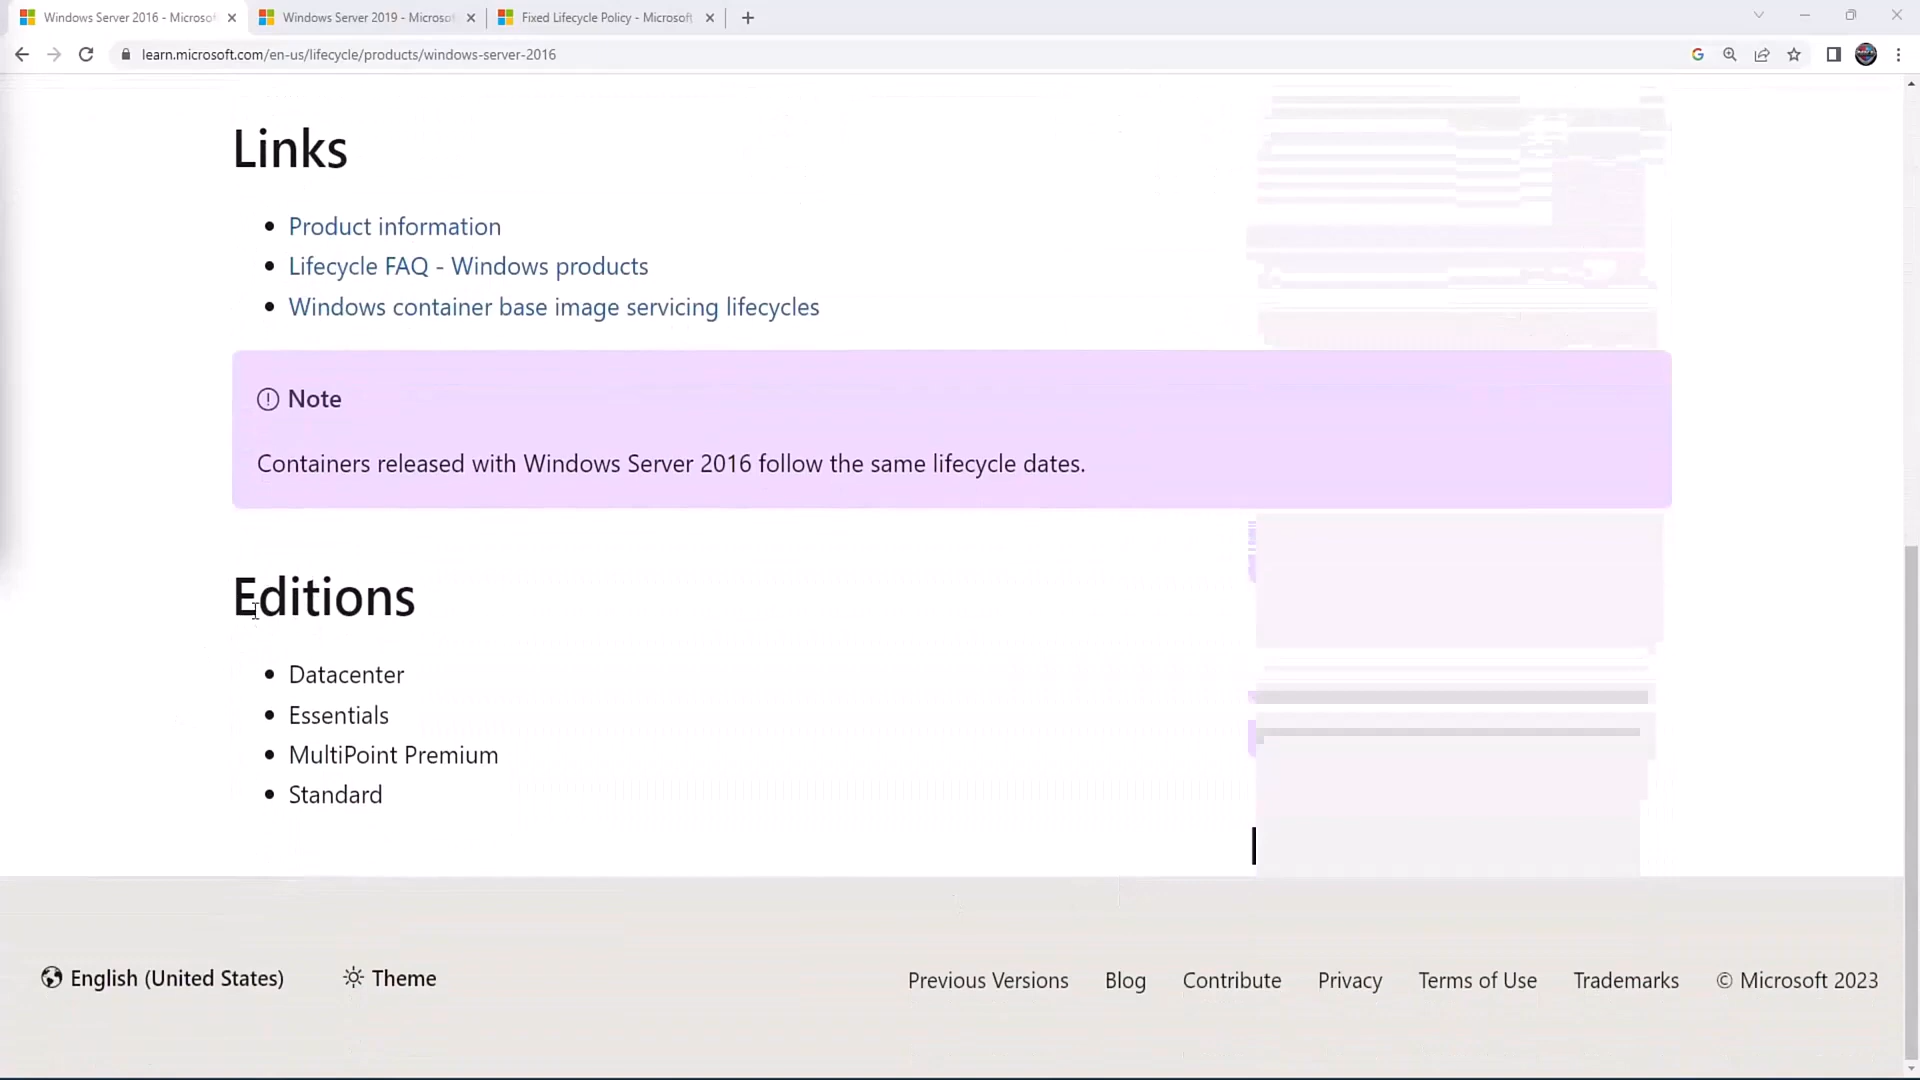 Windows Server 2016 - Microso
Windows Server 2019 - Microsof
Fixed Lifecycle Policy - Microsoft
learn.microsoft.com/en-us/lifecycle/products/windows-server-2016
Links
Product information
Lifecycle FAQ - Windows products
Windows container base image servicing lifecycles
Note
Containers released with Windows Server 2016 follow the same lifecycle dates.
Editions
Datacenter
Essentials
MultiPoint Premium
Standard
English (United States) Theme Previous Versions Blog Contribute Privacy Terms of Use Trademarks © Microsoft 2023